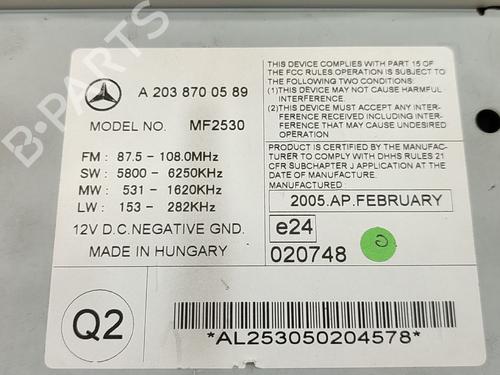 A 203 870 05 89
MODEL NO. MF2530
FM : 87.5 - 108.0MHz
SW : 5800 - 6250KHz
MW : 531 - 1620KHz
LW : 153 - 282KHz
12V D.C. NEGATIVE GND.
MADE IN HUNGARY
THIS DEVICE COMPLIES WITH PART 15 OF
THE FCC RULES OPERATION IS SUBJECT TO
THE FOLLOWING TWO CONDITIONS:
(1)THIS DEVICE MAY NOT CAUSE HARMFUL
INTERFERENCE.
(2)THIS DEVICE MUST ACCEPT ANY INTER-
FERENCE RECEIVED INCLUDING INTERFER-
ENCE THAT MAY CAUSE UNDESIRED
OPERATION
PRODUCT IS CERTIFIED BY THE MANUFAC-
TURER TO COMPLY WITH DHHS RULES 21
CFR SUBCHAPTER J APPLICATION AT THE
DATE OF MANUFACTURE.
MANUFACTURED :
2005.AP.FEBRUARY
e24
020748
Q2
*AL253050204578*
B-PARTS